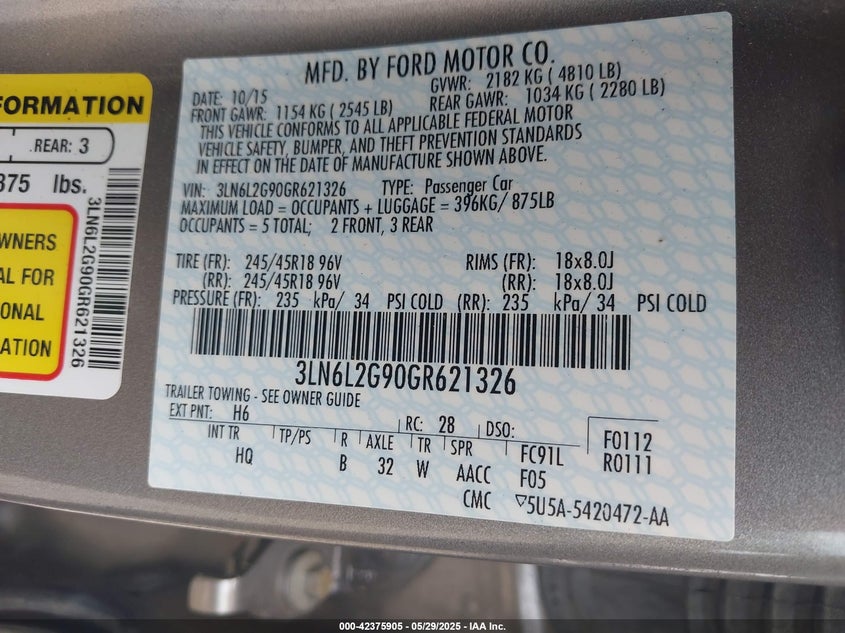 FORMATION
REAR: 3
375 lbs.
WNERS
AL FOR
ONAL
ATION
3LN6L2G90GR621326
MFD. BY FORD MOTOR CO.
DATE: 10/15 GVWR: 2182 KG ( 4810 LB)
FRONT GAWR: 1154 KG ( 2545 LB) REAR GAWR: 1034 KG ( 2280 LB)
THIS VEHICLE CONFORMS TO ALL APPLICABLE FEDERAL MOTOR
VEHICLE SAFETY, BUMPER, AND THEFT PREVENTION STANDARDS
IN EFFECT ON THE DATE OF MANUFACTURE SHOWN ABOVE.
VIN: 3LN6L2G90GR621326 TYPE: Passenger Car
MAXIMUM LOAD = OCCUPANTS + LUGGAGE = 396KG/ 875LB
OCCUPANTS = 5 TOTAL; 2 FRONT, 3 REAR
TIRE (FR): 245/45R18 96V RIMS (FR): 18x8.0J
(RR): 245/45R18 96V (RR): 18x8.0J
PRESSURE (FR): 235 kPa/ 34 PSI COLD (RR): 235 kPa/ 34 PSI COLD
3LN6L2G90GR621326
TRAILER TOWING - SEE OWNER GUIDE
EXT PNT: H6 RC: 28 DSO: F0112
INT TR TP/PS R AXLE TR SPR FC91L R0111
HQ B 32 W AACC F05
CMC ▽5U5A-5420472-AA
000-42375905 - 05/29/2025 - IAA Inc.